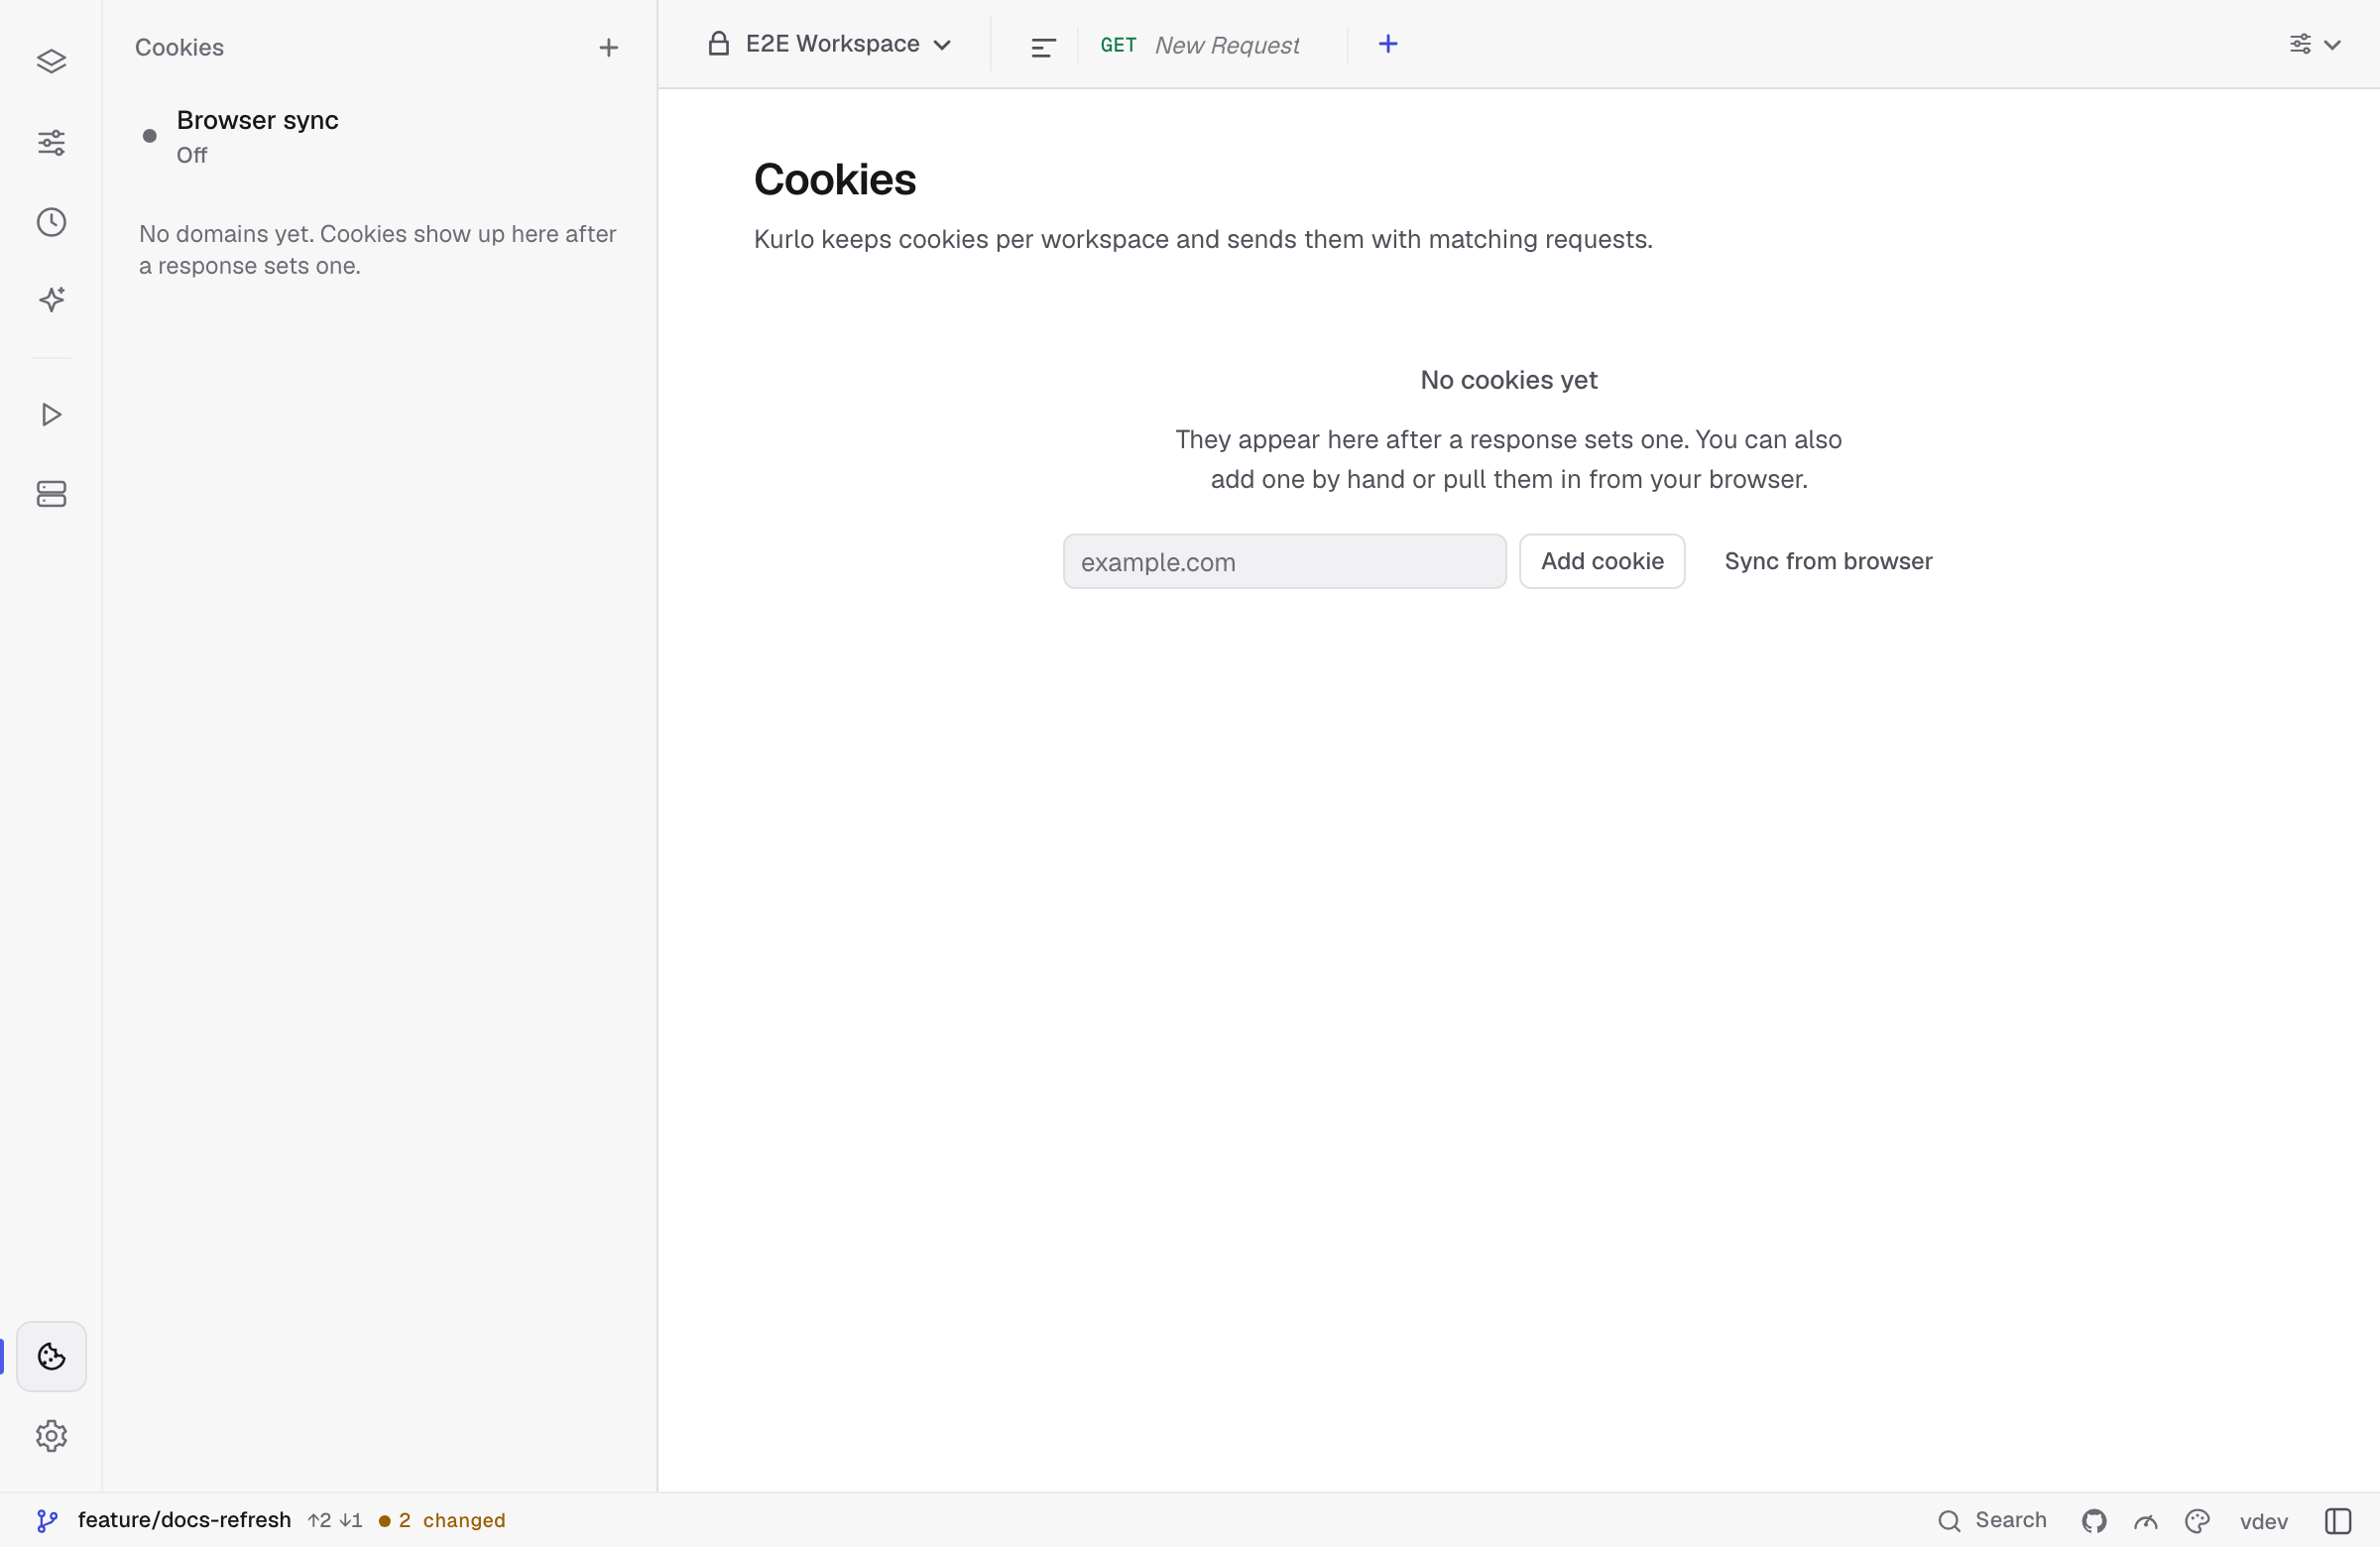 Cookies
Browser sync
Off
No domains yet. Cookies show up here after
a response sets one.
E2E Workspace
GET New Request
Cookies
Kurlo keeps cookies per workspace and sends them with matching requests.
No cookies yet
They appear here after a response sets one. You can also
add one by hand or pull them in from your browser.
example.com
Add cookie
Sync from browser
feature/docs-refresh ↑2 ↓1 ● 2 changed
Search
vdev